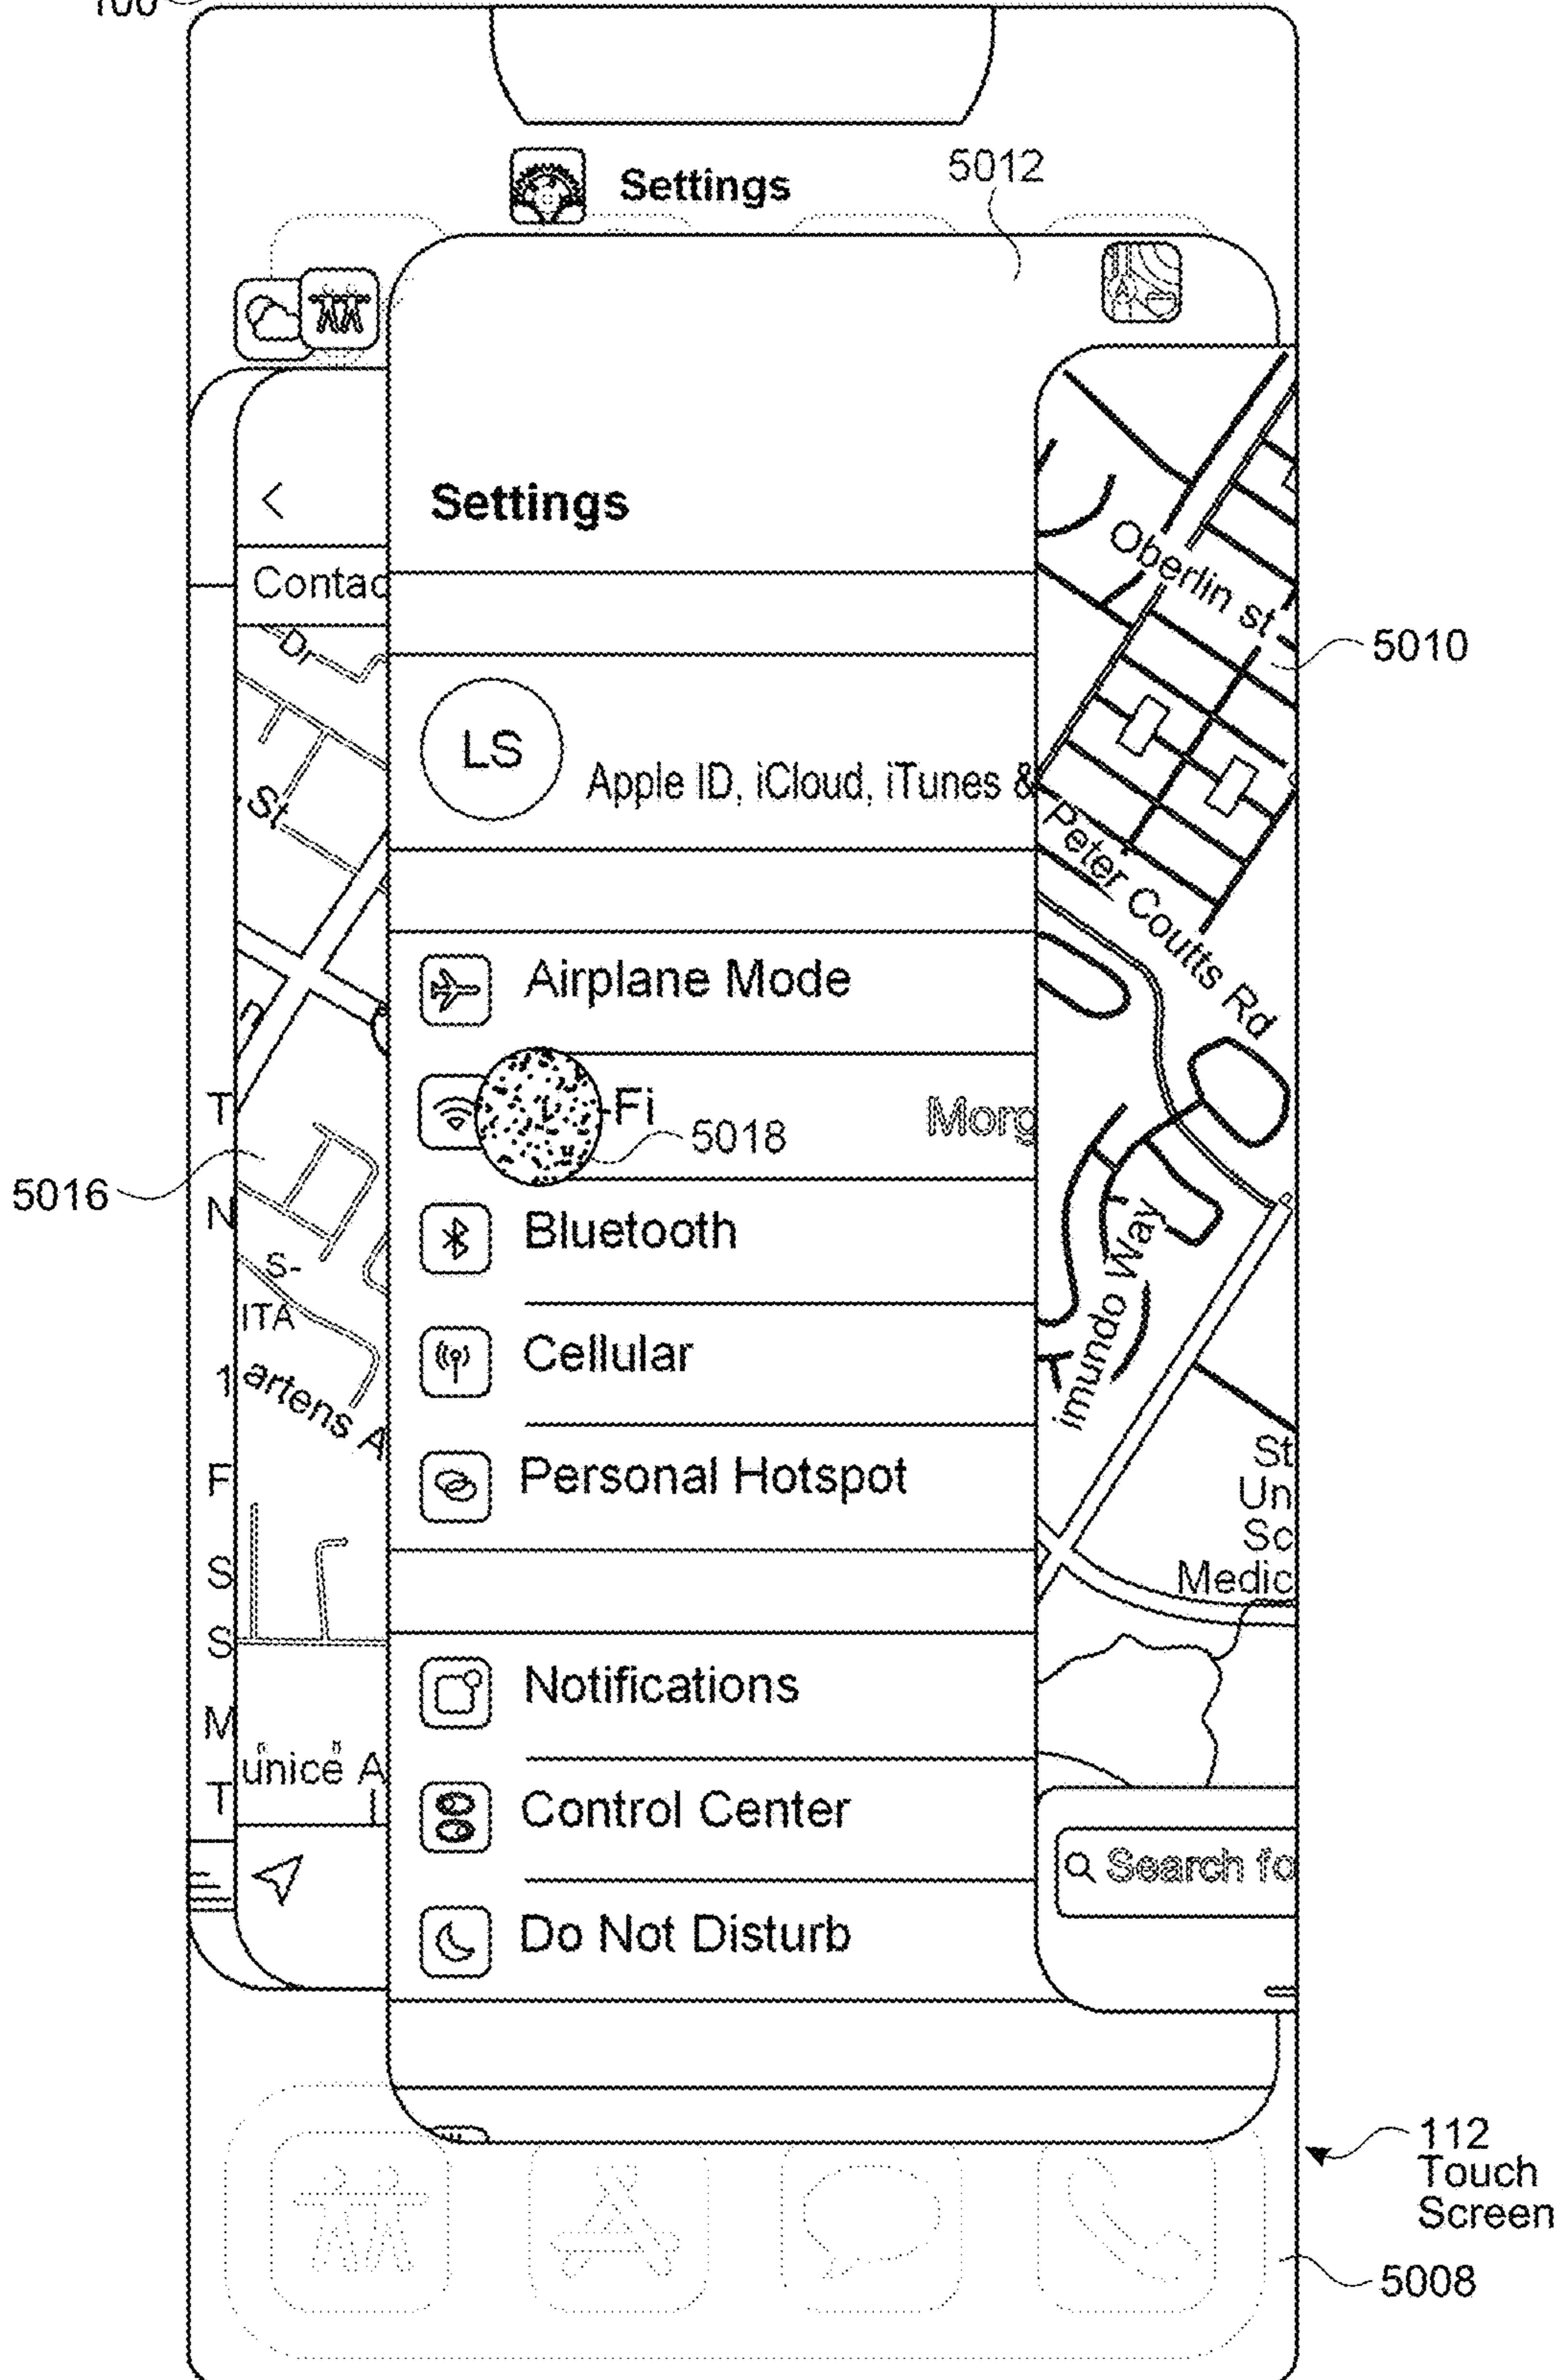 100
Settings
5012
Settings
Contac
Dr
Oberlin st
5010
LS
Apple ID, iCloud, iTunes &
St
Peter Coutts Rd
Airplane Mode
-Fi
Morg
5018
T
5016
N
Bluetooth
S-
ITA
imundo Way
1
Cellular
artens A
St
Un
Sc
Medic
F
Personal Hotspot
S
S
Notifications
M
unice A
T
Control Center
Search fo
Do Not Disturb
112
Touch
Screen
5008